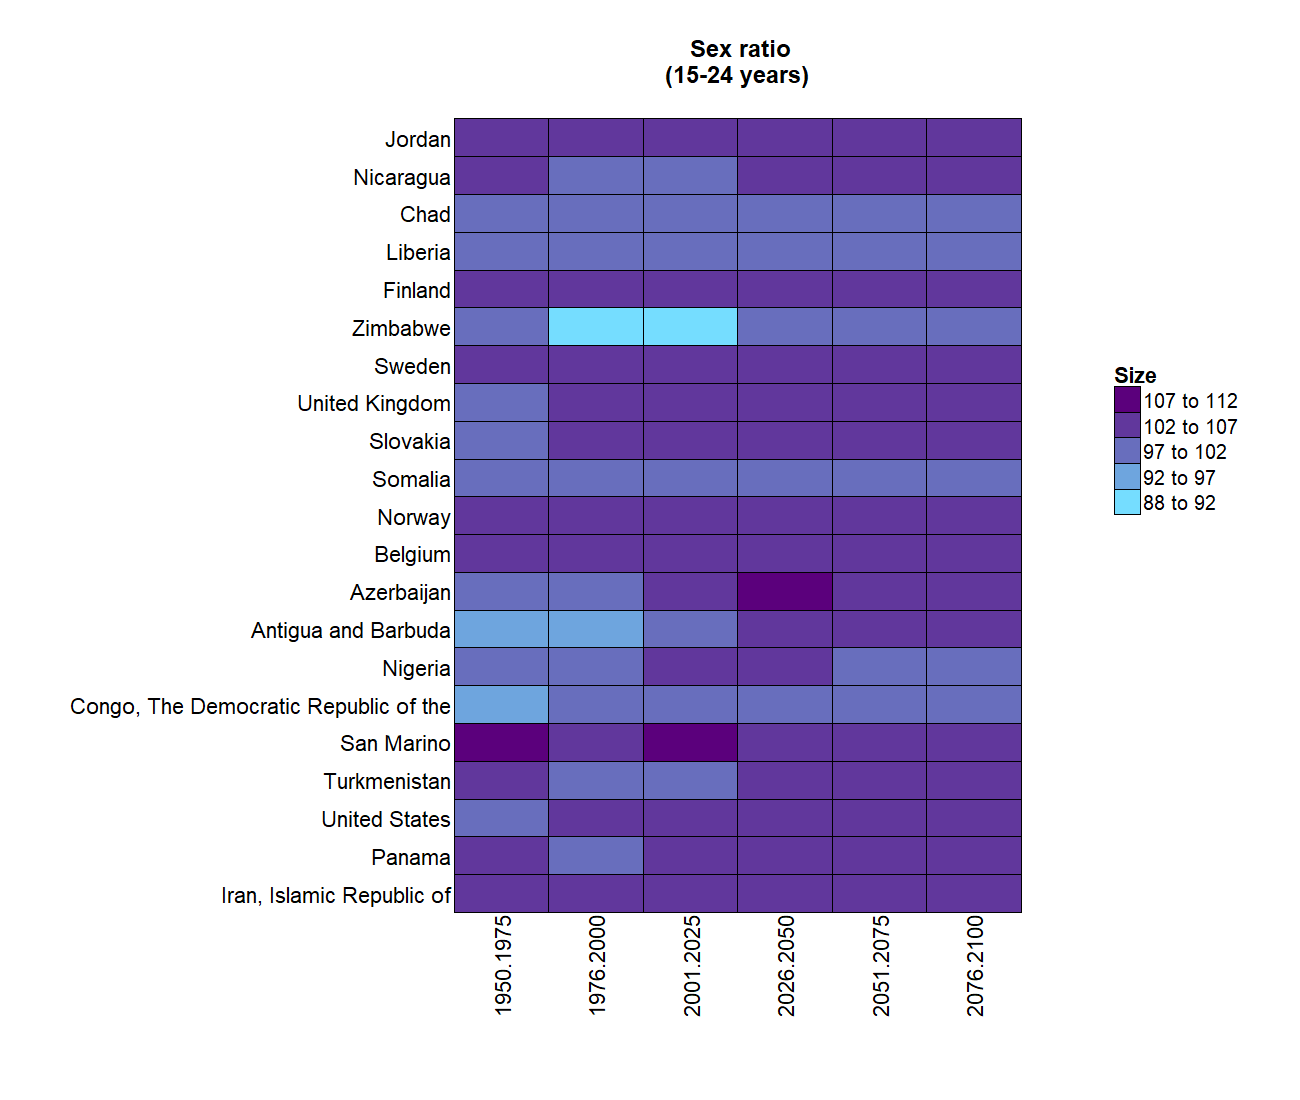 Sex ratio
(15-24 years)
Jordan
Nicaragua
Chad
Liberia
Finland
Zimbabwe
Sweden
United Kingdom
Slovakia
Somalia
Norway
Belgium
Azerbaijan
Antigua and Barbuda
Nigeria
Congo, The Democratic Republic of the
San Marino
Turkmenistan
United States
Panama
Iran, Islamic Republic of
1950.1975
1976.2000
2001.2025
2026.2050
2051.2075
2076.2100
Size
107 to 112
102 to 107
97 to 102
92 to 97
88 to 92